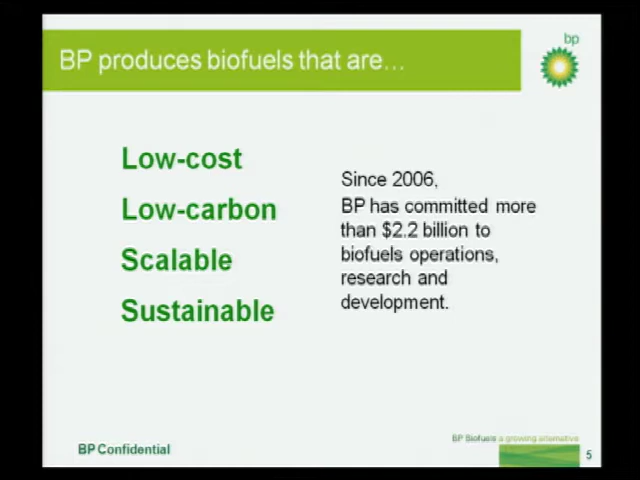 BP produces biofuels that are…
bp
Low-cost
Low-carbon
Scalable
Sustainable
Since 2006,
BP has committed more
than $2.2 billion to
biofuels operations,
research and
development.
BP Biofuels a growing alternative
BP Confidential
5